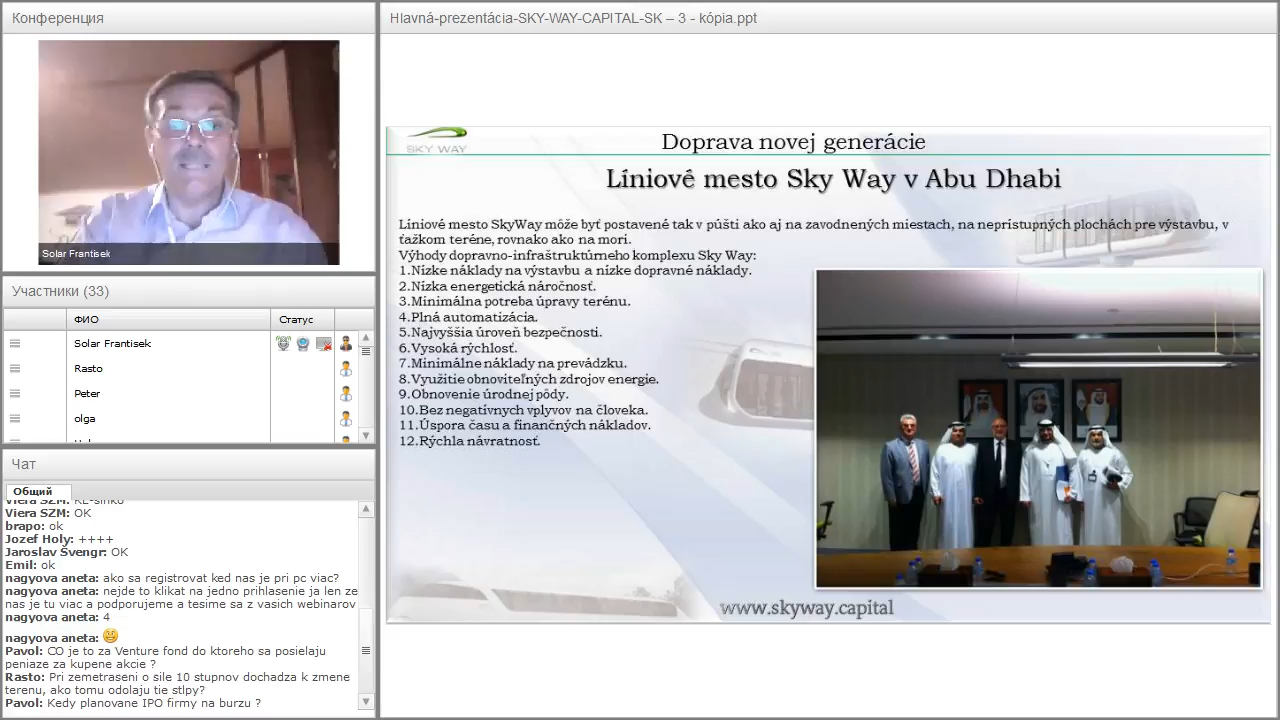 Конференция
Solar Frantisek
Участники (33)
ФИО
Статус
Solar Frantisek
Rasto
Peter
olga
Чат
Общий
Viera SZM:
Viera SZM: OK
brapo: ok
Jozef Holy: ++++
Jaroslav Švengr: OK
Emil: ok
nagyova aneta: ako sa registrovat ked nas je pri pc viac?
nagyova aneta: nejde to klikat na jedno prihlasenie ja len ze
nas je tu viac a podporujeme a tesime sa z vasich webinarov
nagyova aneta: 4
nagyova aneta:
Pavol: CO je to za Venture fond do ktoreho sa posielaju
peniaze za kupene akcie ?
Rasto: Pri zemetraseni o sile 10 stupnov dochadza k zmene
terenu, ako tomu odolaju tie stlpy?
Pavol: Kedy planovane IPO firmy na burzu ?
Hlavná-prezentácia-SKY-WAY-CAPITAL-SK – 3 - kópia.ppt
SKY WAY
Doprava novej generácie
Líniové mesto Sky Way v Abu Dhabi
Líniové mesto SkyWay môže byť postavené tak v púšti ako aj na zavodnených miestach, na neprístupných plochách pre výstavbu, v
ťažkom teréne, rovnako ako na mori.
Výhody dopravno-infraštruktúrneho komplexu Sky Way:
1.Nízke náklady na výstavbu a nízke dopravné náklady.
2.Nízka energetická náročnosť.
3.Minimálna potreba úpravy terénu.
4.Plná automatizácia.
5.Najvyššia úroveň bezpečnosti.
6.Vysoká rýchlosť.
7.Minimálne náklady na prevádzku.
8.Využitie obnoviteľných zdrojov energie.
9.Obnovenie úrodnej pôdy.
10.Bez negatívnych vplyvov na človeka.
11.Úspora času a finančných nákladov.
12.Rýchla návratnosť.
www.skyway.capital